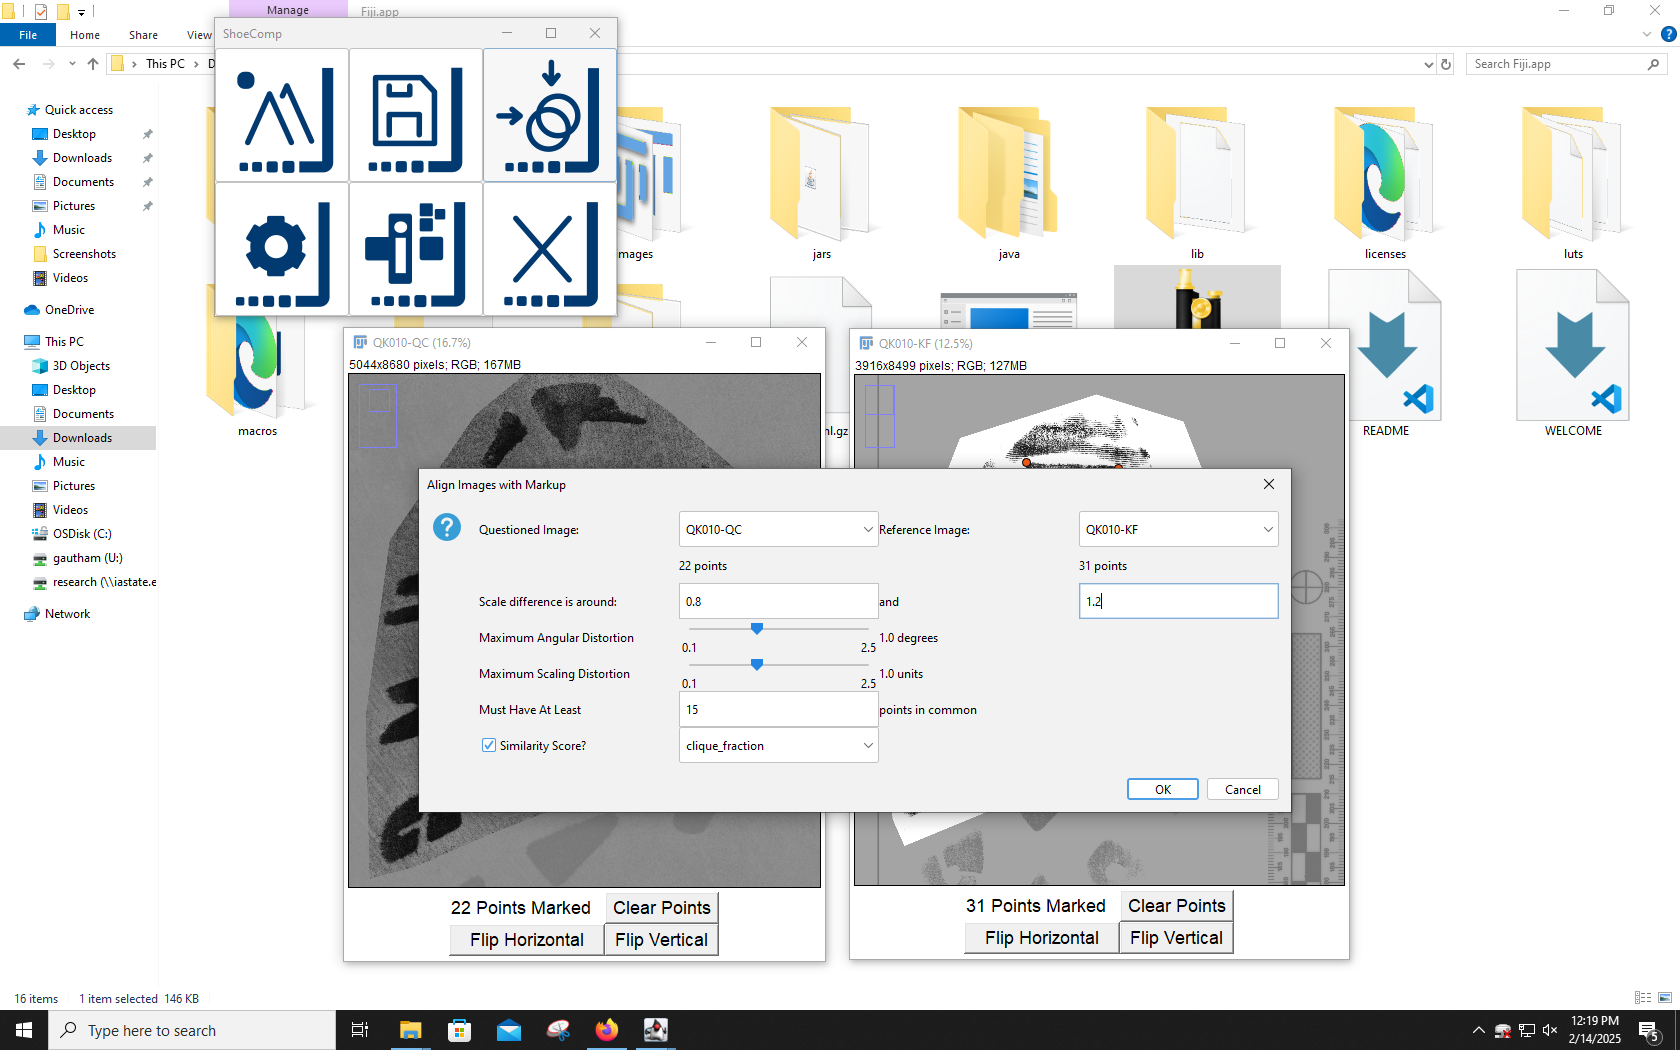 Manage
Fiji.app
File
Home
Share
View
ShoeComp
This PC
Search Fiji.app
Quick access
Desktop
Downloads
Documents
Pictures
Music
Screenshots
Videos
OneDrive
This PC
3D Objects
Desktop
Documents
Downloads
Music
Pictures
Videos
OSDisk (C:)
gautham (U:)
research (\\iastate.e
Network
mages
jars
java
lib
licenses
luts
macros
nl.gz
README
WELCOME
QK010-QC (16.7%)
5044x8680 pixels; RGB; 167MB
QK010-KF (12.5%)
3916x8499 pixels; RGB; 127MB
Align Images with Markup
Questioned Image:
QK010-QC
Reference Image:
QK010-KF
22 points
31 points
Scale difference is around:
0.8
and
1.2
Maximum Angular Distortion
0.1
2.5
1.0 degrees
Maximum Scaling Distortion
0.1
2.5
1.0 units
Must Have At Least
15
points in common
Similarity Score?
clique_fraction
OK
Cancel
22 Points Marked
Clear Points
Flip Horizontal
Flip Vertical
31 Points Marked
Clear Points
Flip Horizontal
Flip Vertical
16 items
1 item selected 146 KB
Type here to search
12:19 PM
2/14/2025
5